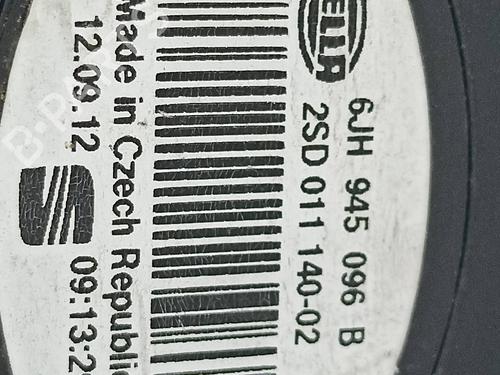 HELLA
6JH 945 096 B
2SD 011 140-02
Made in Czech Republic
12.09.12 09:13:2